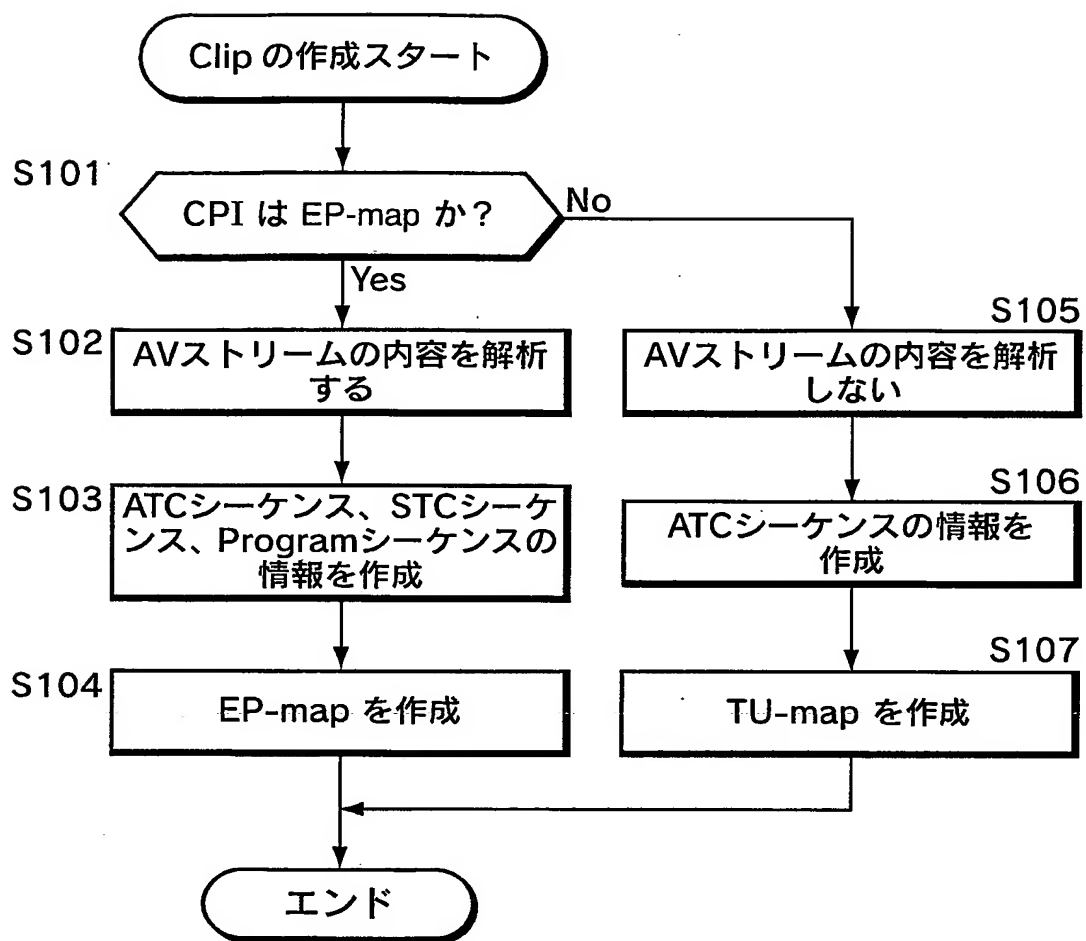 Clip の作成スタート
S101
CPI は EP-map か？
No
Yes
S102
AVストリームの内容を解析
する
S105
AVストリームの内容を解析
しない
S103
ATCシーケンス、STCシーケ
ンス、Programシーケンスの
情報を作成
S106
ATCシーケンスの情報を
作成
S104
EP-map を作成
S107
TU-map を作成
エンド